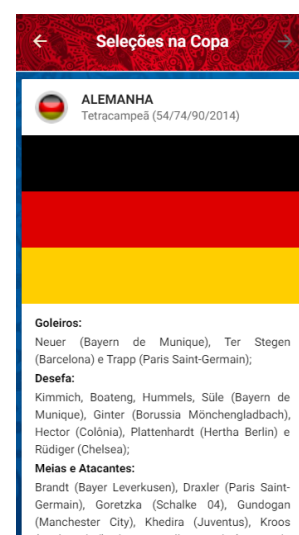 Seleções na Copa
ALEMANHA
Tetracampeã (54/74/90/2014)
Goleiros:
Neuer (Bayern de Munique), Ter Stegen
(Barcelona) e Trapp (Paris Saint-Germain);
Desefa:
Kimmich, Boateng, Hummels, Süle (Bayern de
Munique), Ginter (Borussia Mönchengladbach),
Hector (Colônia), Plattenhardt (Hertha Berlin) e
Rüdiger (Chelsea);
Meias e Atacantes:
Brandt (Bayer Leverkusen), Draxler (Paris Saint-
Germain), Goretzka (Schalke 04), Gundogan
(Manchester City), Khedira (Juventus), Kroos